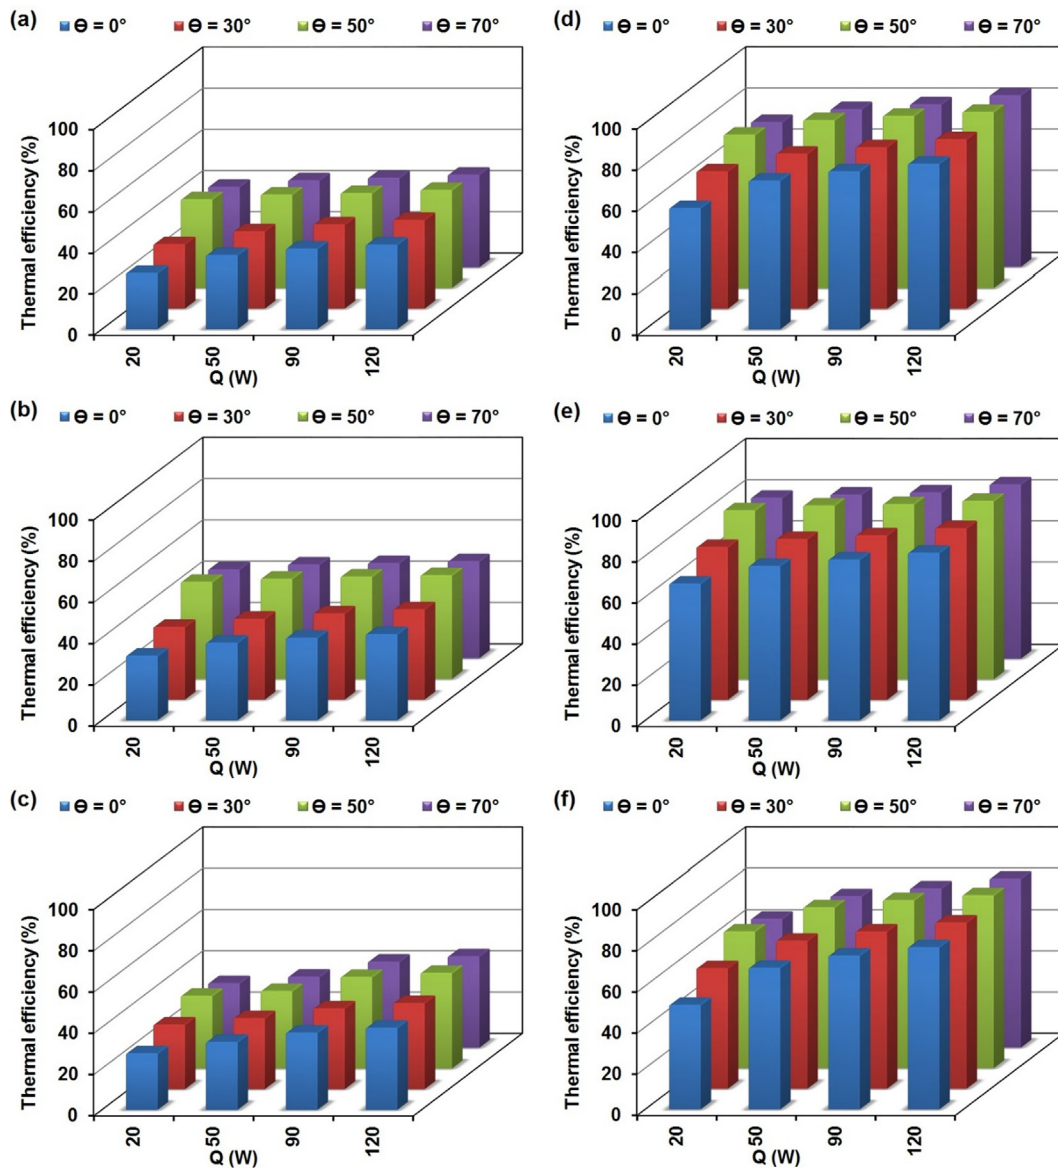 (a) ■ Ɵ = 0° ■ Ɵ = 30° ■ Ɵ = 50° ■ Ɵ = 70°
Thermal efficiency (%)
100
80
60
40
20
0
20 50 90 120
Q (W)
(d) ■ Ɵ = 0° ■ Ɵ = 30° ■ Ɵ = 50° ■ Ɵ = 70°
Thermal efficiency (%)
100
80
60
40
20
0
20 50 90 120
Q (W)
(b) ■ Ɵ = 0° ■ Ɵ = 30° ■ Ɵ = 50° ■ Ɵ = 70°
Thermal efficiency (%)
100
80
60
40
20
0
20 50 90 120
Q (W)
(e) ■ Ɵ = 0° ■ Ɵ = 30° ■ Ɵ = 50° ■ Ɵ = 70°
Thermal efficiency (%)
100
80
60
40
20
0
20 50 90 120
Q (W)
(c) ■ Ɵ = 0° ■ Ɵ = 30° ■ Ɵ = 50° ■ Ɵ = 70°
Thermal efficiency (%)
100
80
60
40
20
0
20 50 90 120
Q (W)
(f) ■ Ɵ = 0° ■ Ɵ = 30° ■ Ɵ = 50° ■ Ɵ = 70°
Thermal efficiency (%)
100
80
60
40
20
0
20 50 90 120
Q (W)